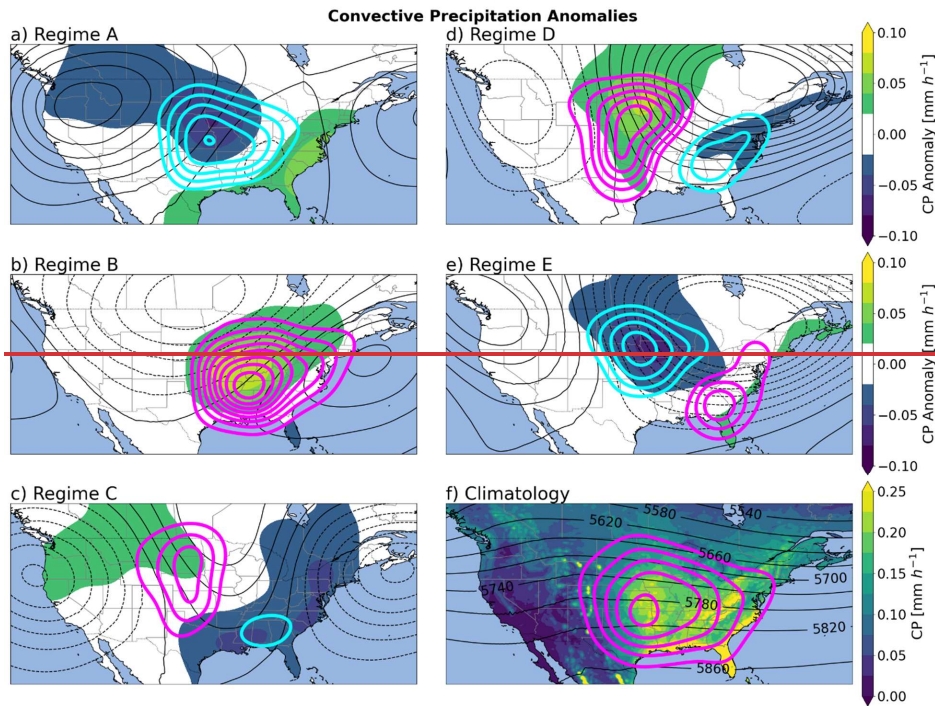 Convective Precipitation Anomalies
a) Regime A
d) Regime D
0.10
0.05
0.00
−0.05
−0.10
CP Anomaly [mm h⁻¹]
b) Regime B
e) Regime E
0.10
0.05
0.00
−0.05
−0.10
CP Anomaly [mm h⁻¹]
c) Regime C
f) Climatology
5540
5580
5620
5660
5700
5740
5780
5820
5860
0.25
0.20
0.15
0.10
0.05
0.00
CP [mm h⁻¹]